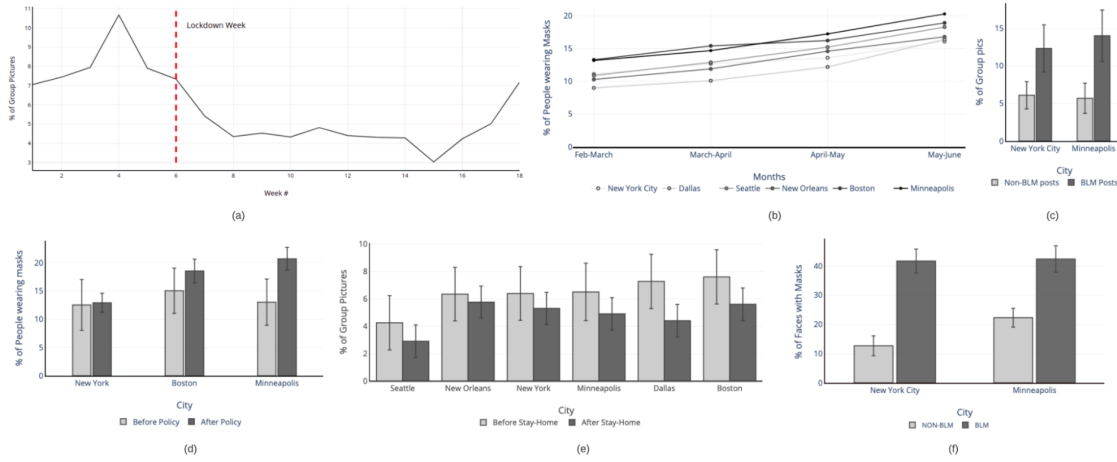 % of Group Pictures
11
10
9
8
7
6
5
4
3
Lockdown Week
2 4 6 8 10 12 14 16 18
Week #
(a)
% of People wearing Masks
20
15
10
5
0
Feb-March March-April April-May May-June
Months
New York City Dallas Seattle New Orleans Boston Minneapolis
(b)
% of Group pics
15
10
5
0
New York City Minneapolis
City
Non-BLM posts BLM Posts
(c)
% of People wearing masks
20
15
10
5
0
New York Boston Minneapolis
City
Before Policy After Policy
(d)
% of Group Pictures
10
8
6
4
2
0
Seattle New Orleans New York Minneapolis Dallas Boston
City
Before Stay-Home After Stay-Home
(e)
% of Faces with Masks
40
30
20
10
0
New York City Minneapolis
City
NON-BLM BLM
(f)